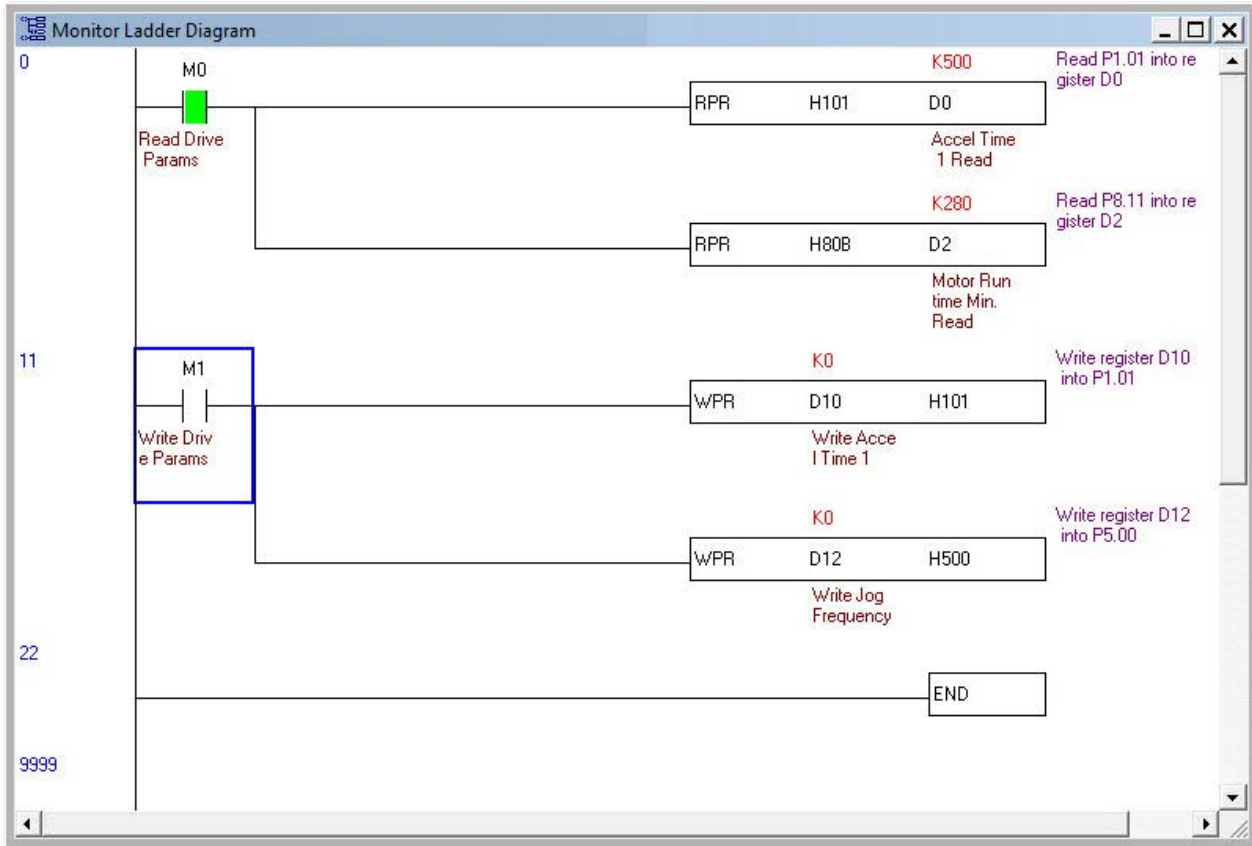 Monitor Ladder Diagram
0
M0
K500
Read P1.01 into re
gister D0
RPR H101 D0
Read Drive
Params
Accel Time
1 Read
K280
Read P8.11 into re
gister D2
RPR H80B D2
Motor Run
time Min.
Read
11
M1
K0
Write register D10
into P1.01
WPR D10 H101
Write Driv
e Params
Write Acce
l Time 1
K0
Write register D12
into P5.00
WPR D12 H500
Write Jog
Frequency
22
END
9999